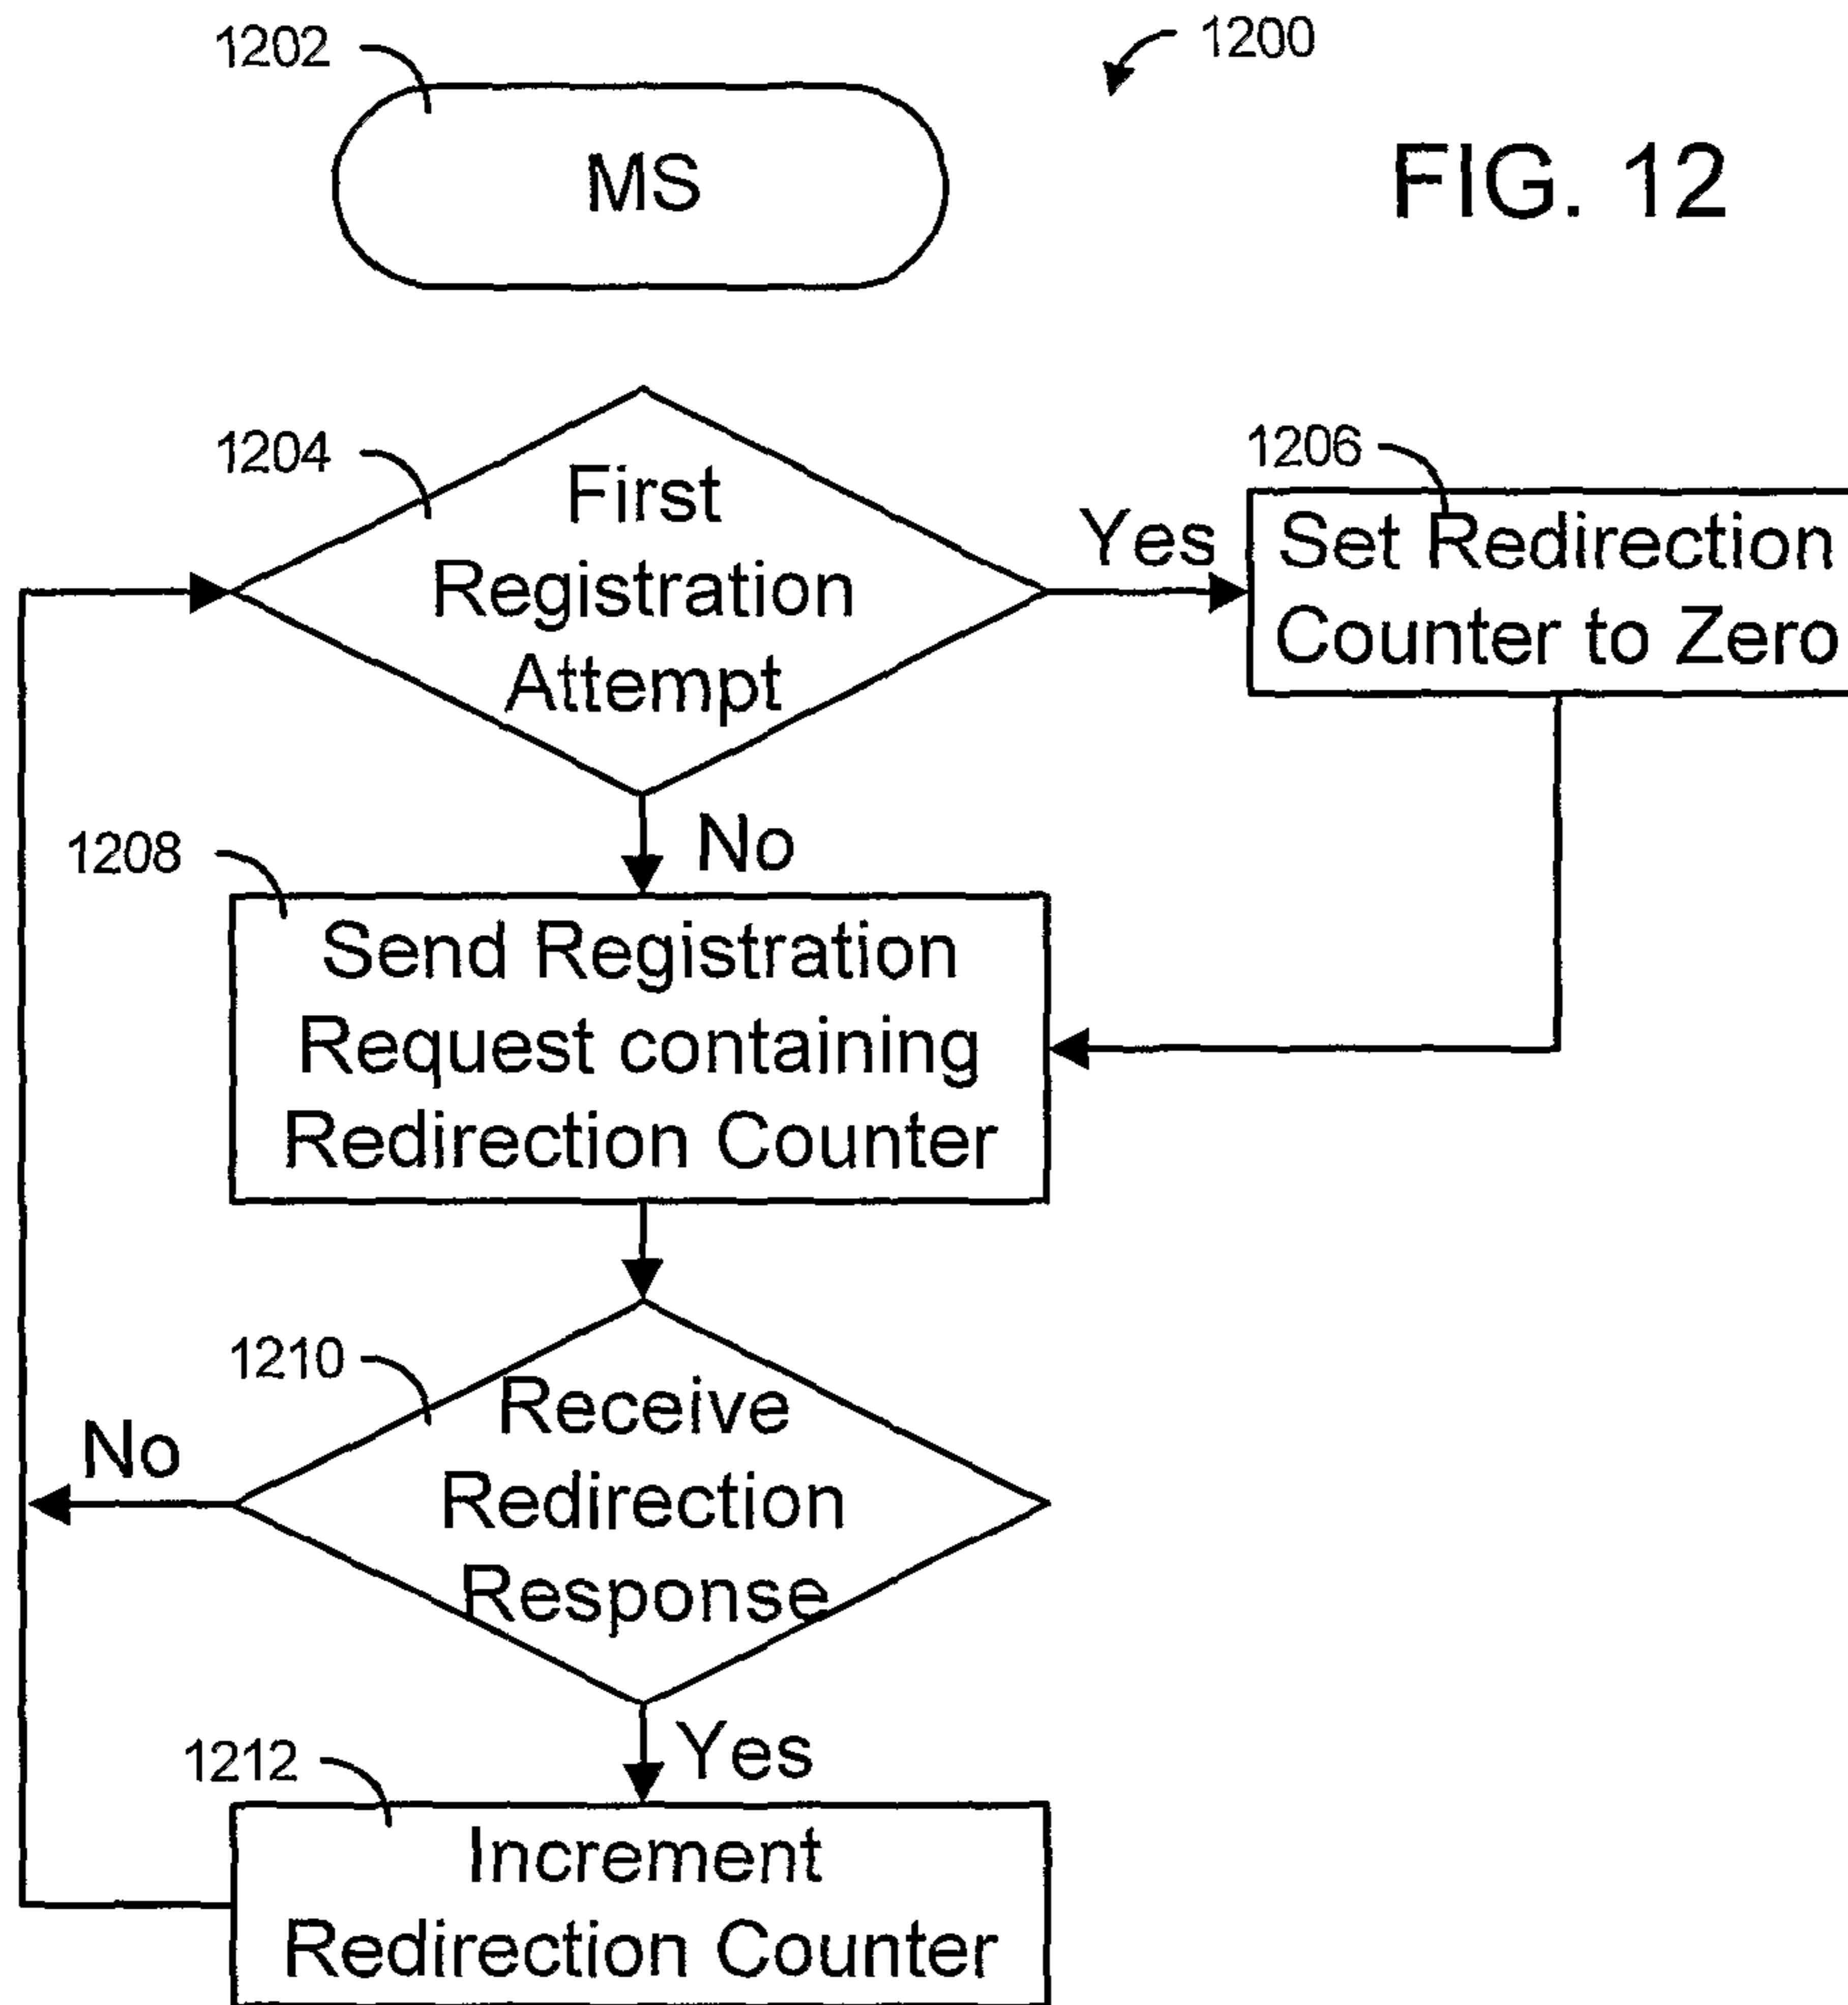 1202
1200
MS
FIG. 12
1204
First
Registration
Attempt
Yes
1206
Set Redirection
Counter to Zero
No
1208
Send Registration
Request containing
Redirection Counter
1210
Receive
Redirection
Response
No
Yes
1212
Increment
Redirection Counter